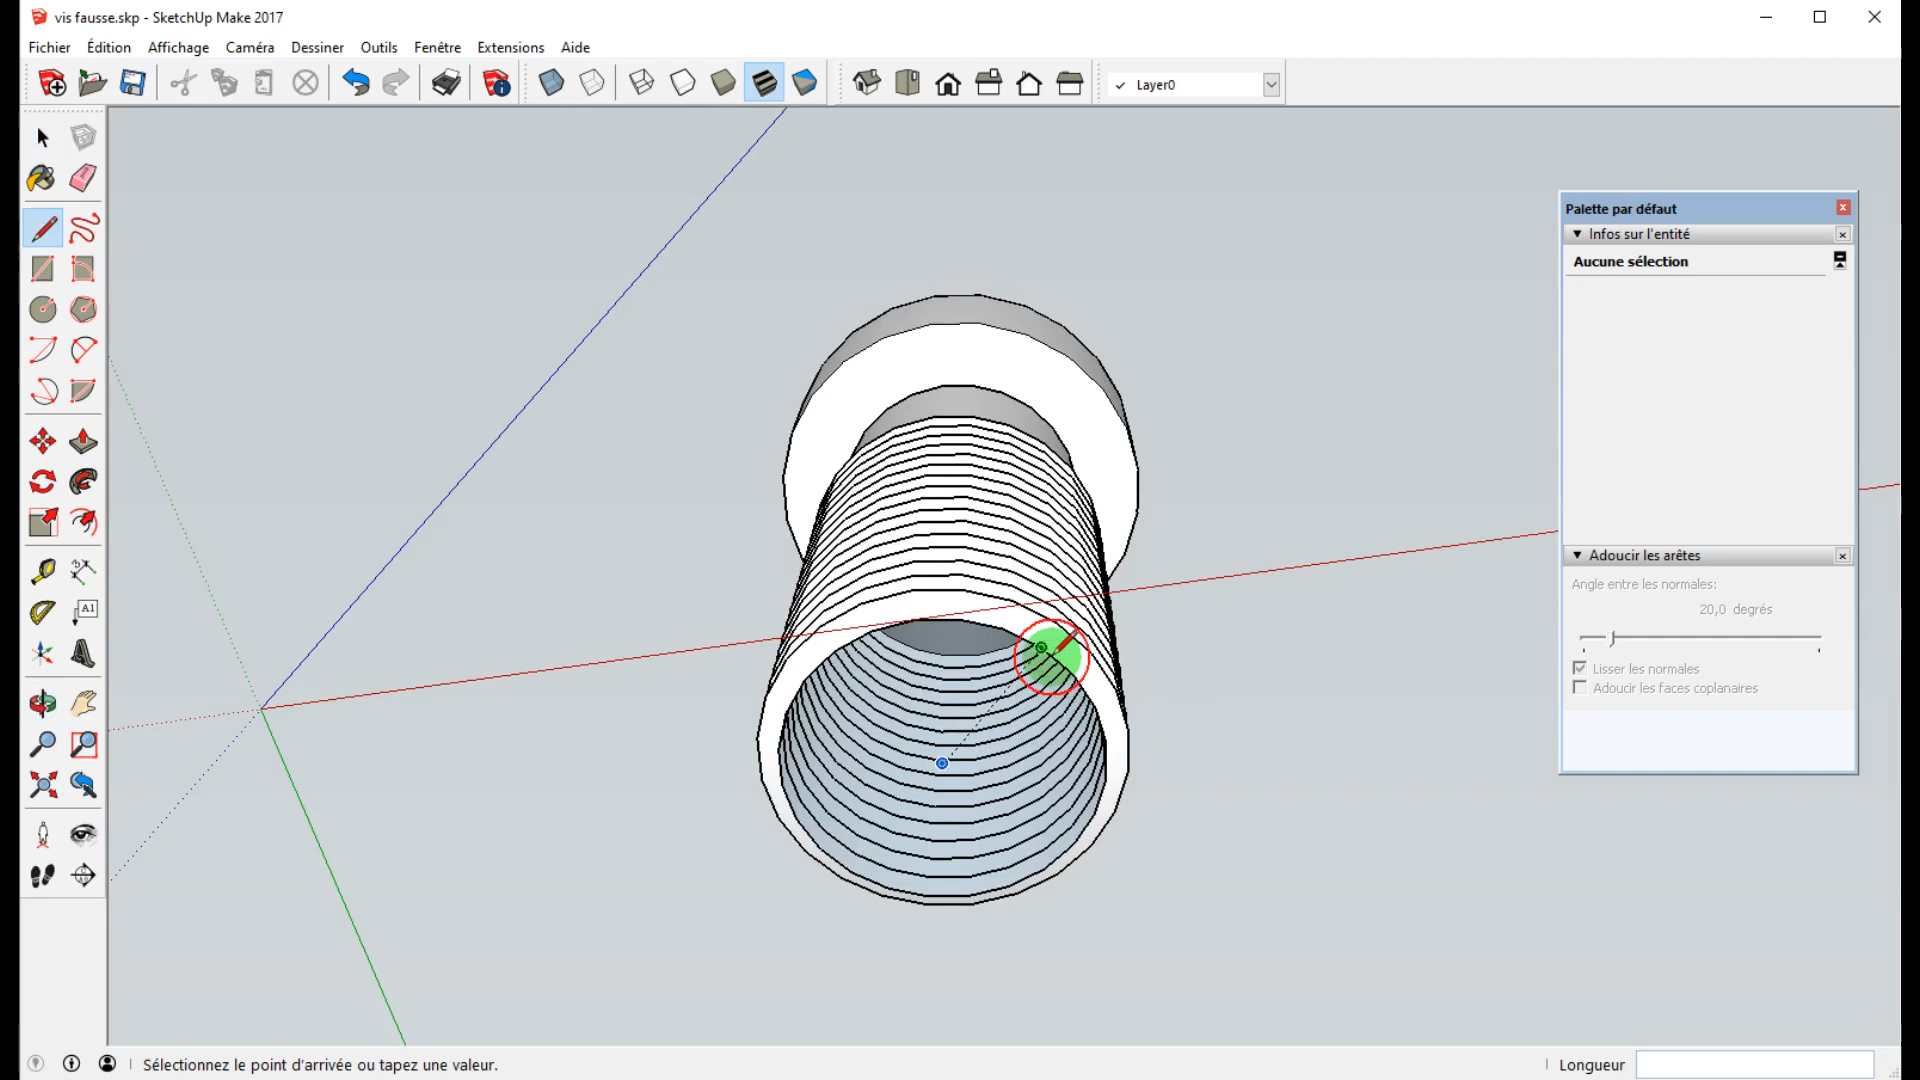 vis fausse.skp - SketchUp Make 2017
Fichier Édition Affichage Caméra Dessiner Outils Fenêtre Extensions Aide
Layer0
Palette par défaut
Infos sur l'entité
Aucune sélection
Adoucir les arêtes
Angle entre les normales:
20,0 degrés
Lisser les normales
Adoucir les faces coplanaires
A1
Sélectionnez le point d'arrivée ou tapez une valeur.
Longueur